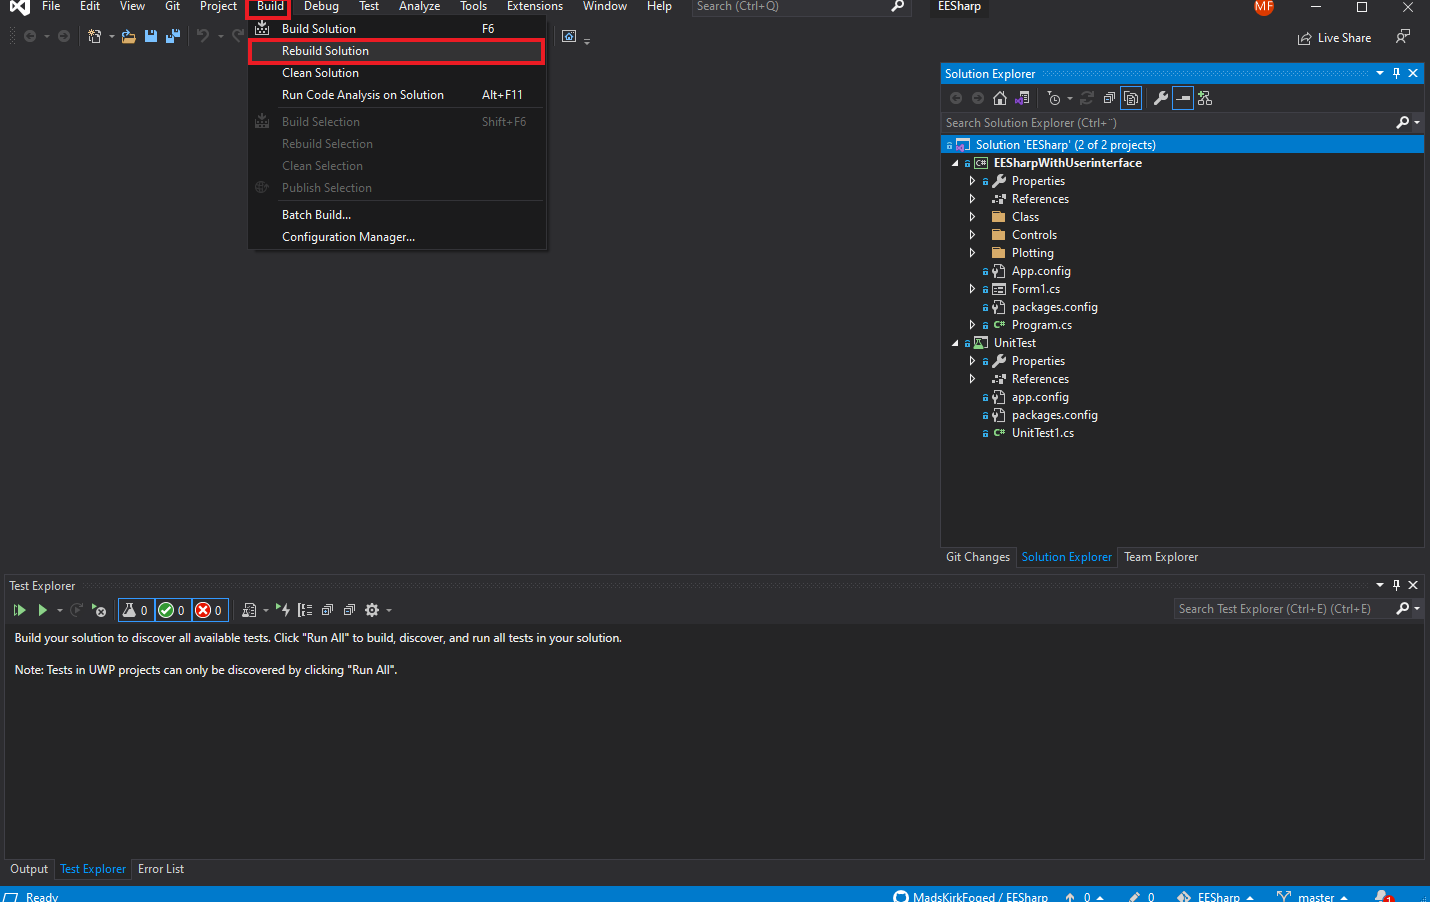 File Edit View Git Project Build Debug Test Analyze Tools Extensions Window Help Search (Ctrl+Q) EESharp MF
Live Share
Build Solution F6
Rebuild Solution
Clean Solution
Run Code Analysis on Solution Alt+F11
Build Selection Shift+F6
Rebuild Selection
Clean Selection
Publish Selection
Batch Build...
Configuration Manager...
Solution Explorer
Search Solution Explorer (Ctrl+¨)
Solution 'EESharp' (2 of 2 projects)
C# EESharpWithUserinterface
Properties
References
Class
Controls
Plotting
App.config
Form1.cs
packages.config
C# Program.cs
UnitTest
Properties
References
app.config
packages.config
C# UnitTest1.cs
Git Changes Solution Explorer Team Explorer
Test Explorer
0 0 0
Search Test Explorer (Ctrl+E) (Ctrl+E)
Build your solution to discover all available tests. Click "Run All" to build, discover, and run all tests in your solution.
Note: Tests in UWP projects can only be discovered by clicking "Run All".
Output Test Explorer Error List
Ready MadsKirkFoged / EESharp 0 0 EESharp master 1